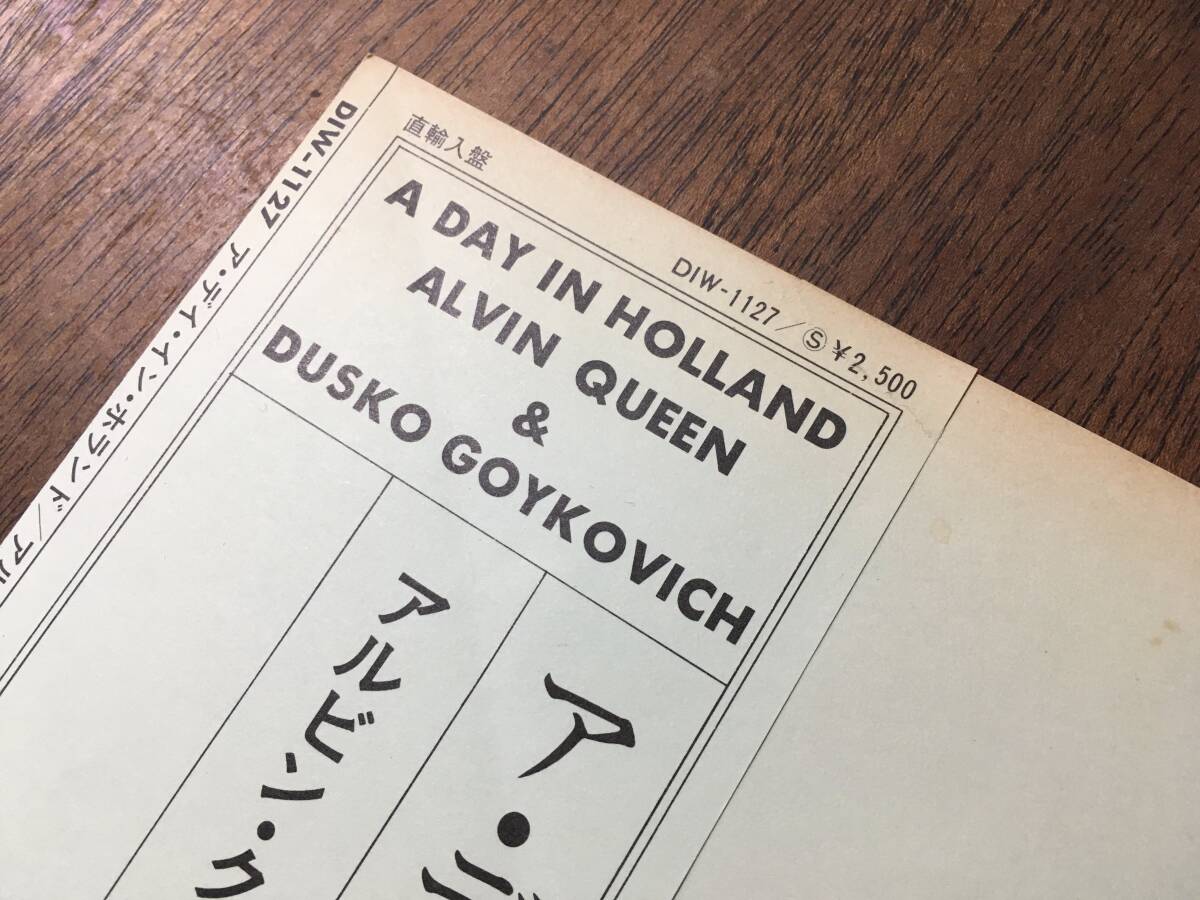 直輸入盤
DIW-1127/Ⓢ¥2,500
A DAY IN HOLLAND
ALVIN QUEEN
&
DUSKO GOYKOVICH
ア・デ
アルビン・ク
DIW-1127 ア・デイ・イン・ホランド/アル